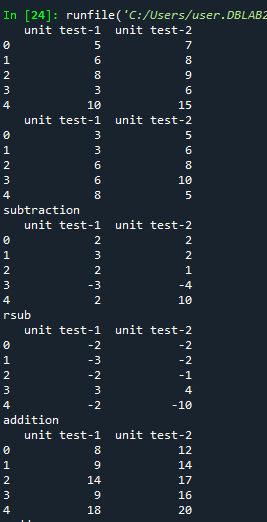 In [24]: runfile('C:/Users/user.DBLAB2
unit test-1 unit test-2
0 5 7
1 6 8
2 8 9
3 3 6
4 10 15
unit test-1 unit test-2
0 3 5
1 3 6
2 6 8
3 6 10
4 8 5
subtraction
unit test-1 unit test-2
0 2 2
1 3 2
2 2 1
3 -3 -4
4 2 10
rsub
unit test-1 unit test-2
0 -2 -2
1 -3 -2
2 -2 -1
3 3 4
4 -2 -10
addition
unit test-1 unit test-2
0 8 12
1 9 14
2 14 17
3 9 16
4 18 20